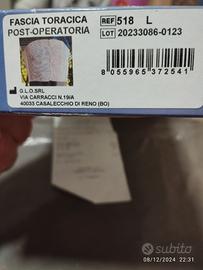 FASCIA TORACICA
POST-OPERATORIA
REF 518 L
LOT 20233086-0123
8 055965 372541
G.L.O. SRL
VIA CARRACCI N.19/A
40033 CASALECCHIO DI RENO (BO)
subito
08/12/2024 22:31